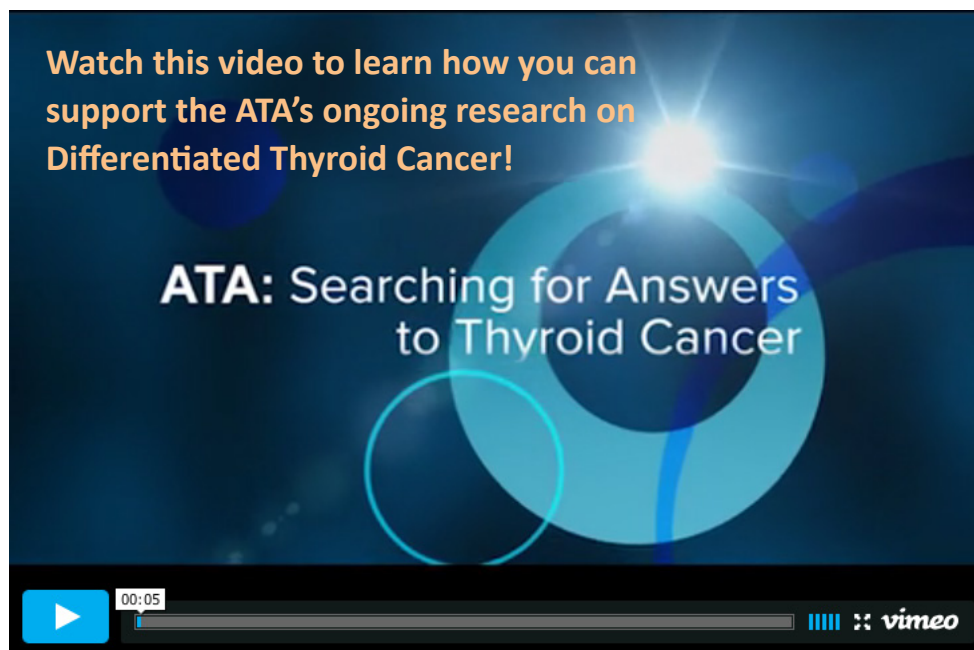 Watch this video to learn how you can
support the ATA’s ongoing research on
Differentiated Thyroid Cancer!
ATA: Searching for Answers
to Thyroid Cancer
00:05
vimeo